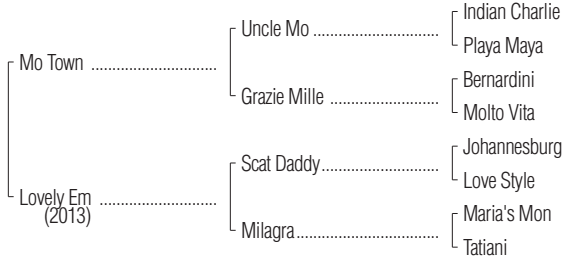 Indian Charlie
Uncle Mo ................................
Playa Maya
Mo Town ................................
Bernardini
Grazie Mille ............................
Molto Vita
Johannesburg
Scat Daddy..............................
Love Style
Lovely Em ..............................
(2013)
Maria's Mon
Milagra.....................................
Tatiani